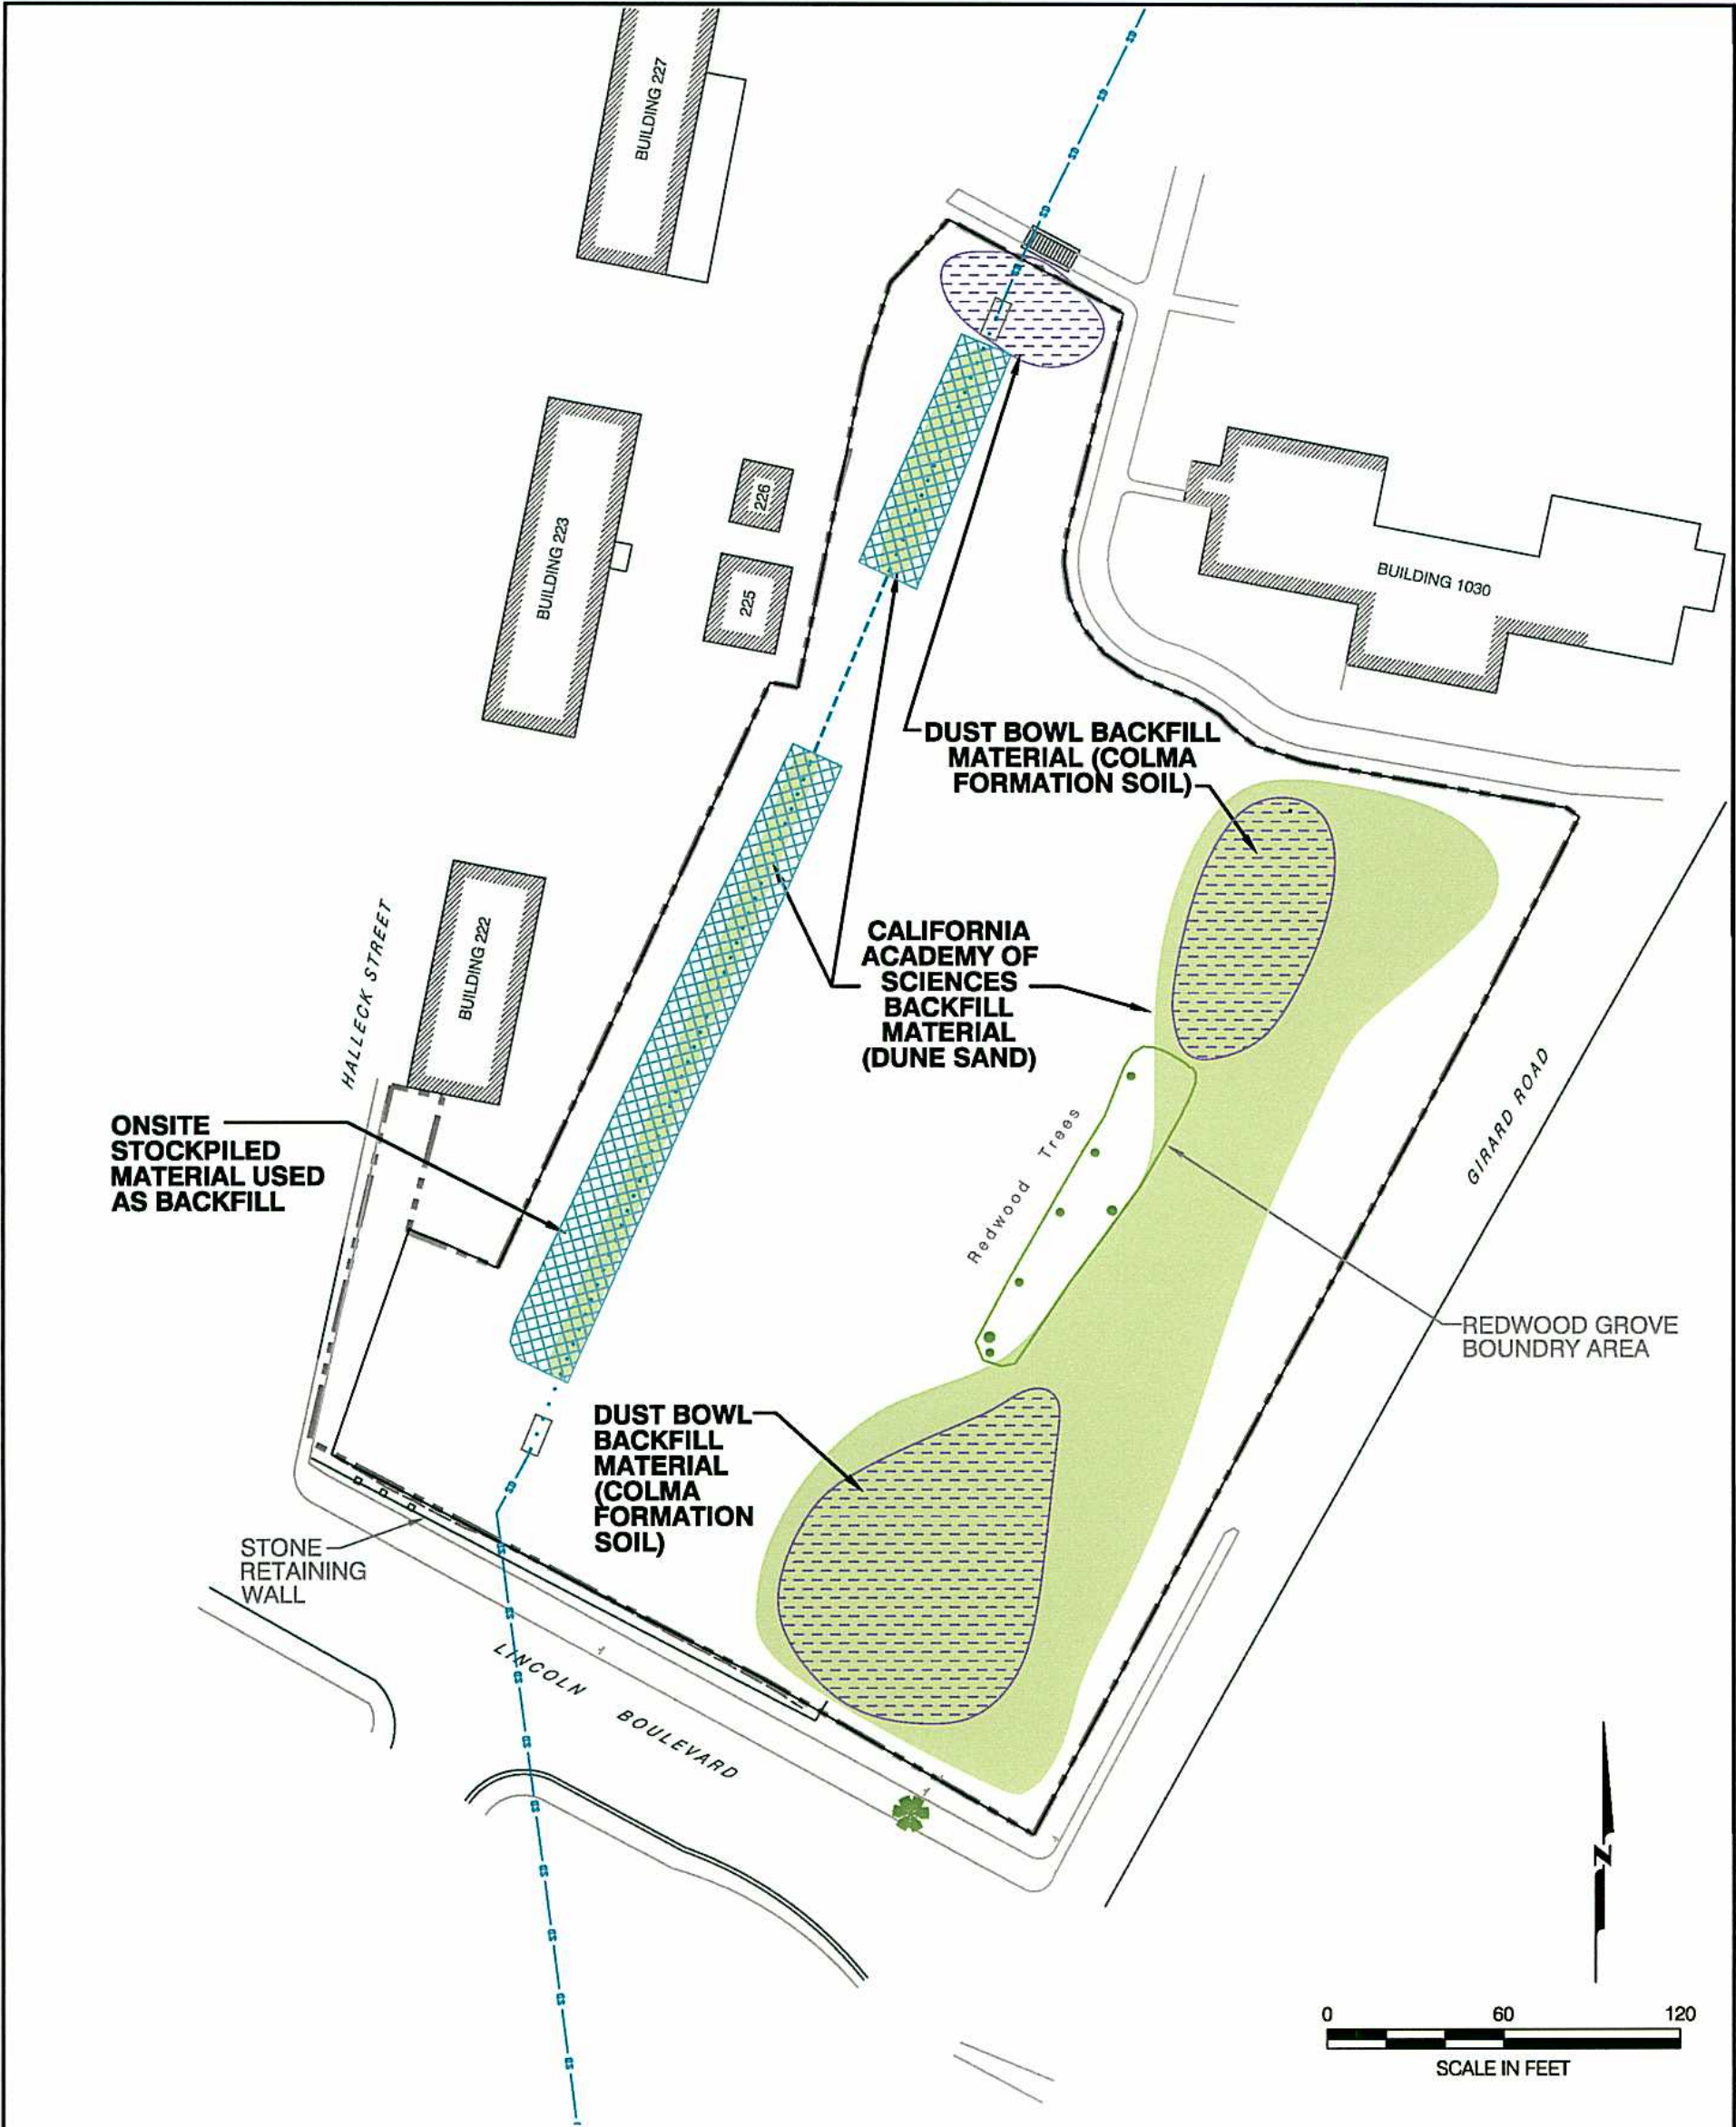 BUILDING 227
BUILDING 223
226
225
BUILDING 1030
DUST BOWL BACKFILL
MATERIAL (COLMA
FORMATION SOIL)
BUILDING 222
HALLECK STREET
CALIFORNIA
ACADEMY OF
SCIENCES
BACKFILL
MATERIAL
(DUNE SAND)
ONSITE
STOCKPILED
MATERIAL USED
AS BACKFILL
Redwood Trees
GIRARD ROAD
REDWOOD GROVE
BOUNDRY AREA
DUST BOWL
BACKFILL
MATERIAL
(COLMA
FORMATION
SOIL)
STONE
RETAINING
WALL
LINCOLN BOULEVARD
N
0 60 120
SCALE IN FEET